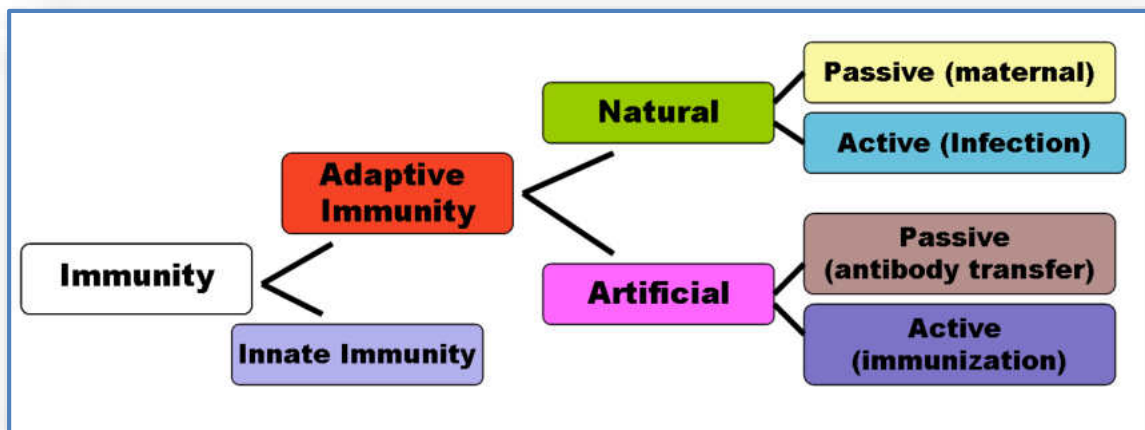 Immunity
Adaptive
Immunity
Innate Immunity
Natural
Artificial
Passive (maternal)
Active (Infection)
Passive
(antibody transfer)
Active
(immunization)